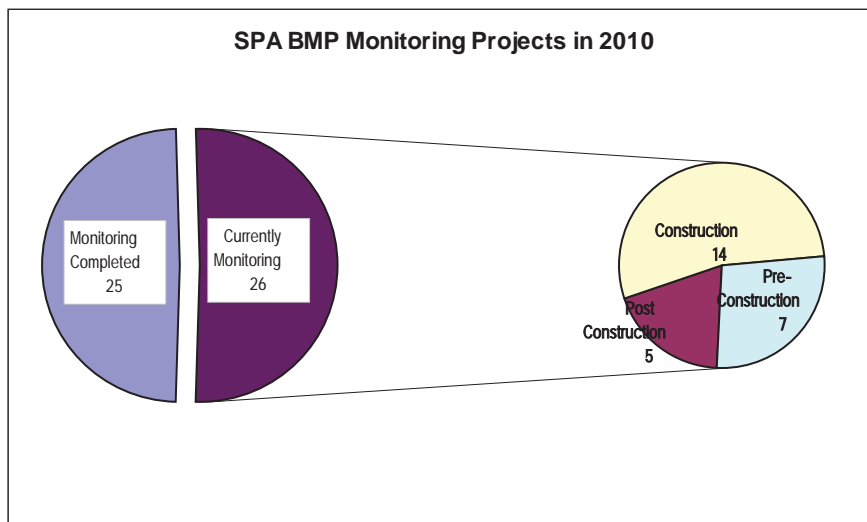 SPA BMP Monitoring Projects in 2010
Monitoring
Completed
25
Currently
Monitoring
26
Construction
14
Pre-
Construction
7
Post
Construction
5